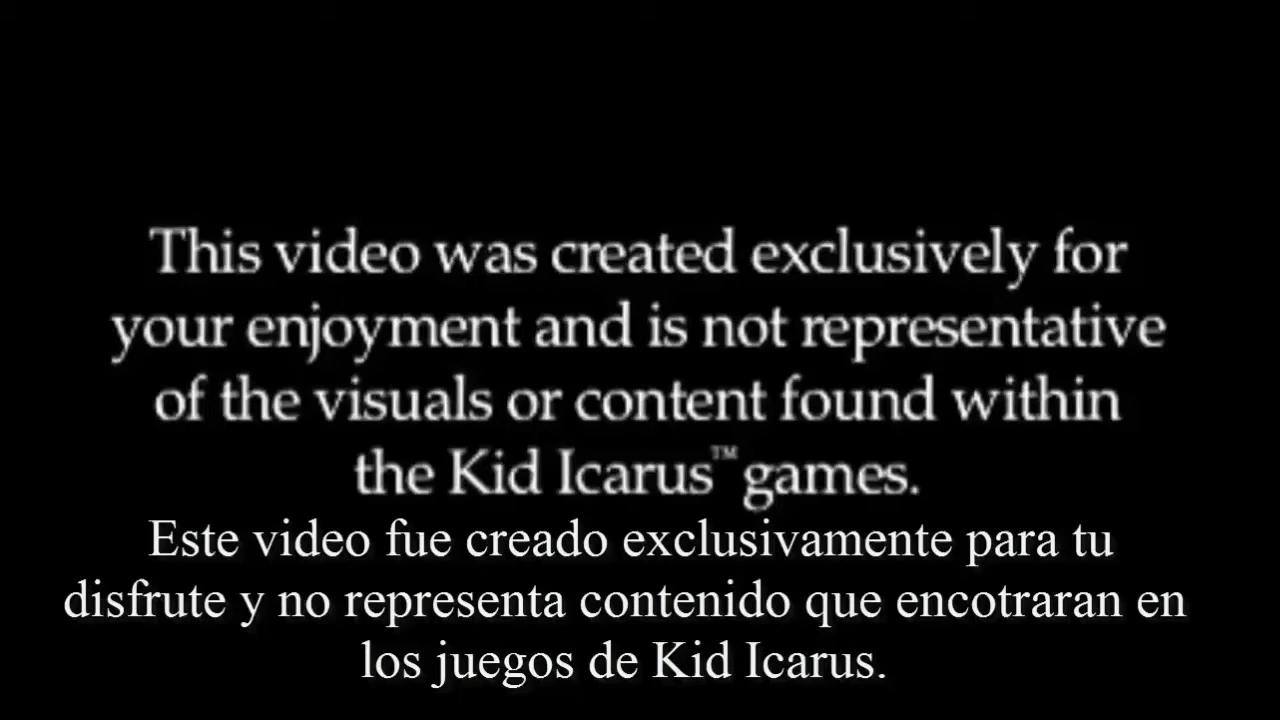 This video was created exclusively for
your enjoyment and is not representative
of the visuals or content found within
the Kid Icarus™ games.
Este video fue creado exclusivamente para tu
disfrute y no representa contenido que encotraran en
los juegos de Kid Icarus.